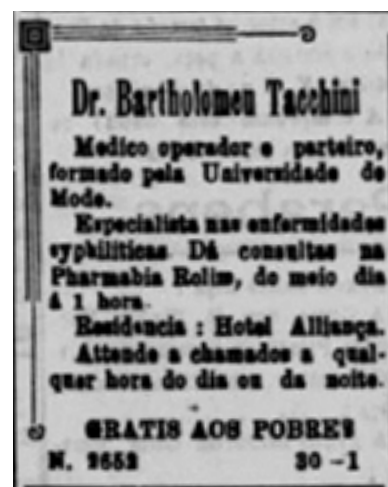 Dr. Bartholomeu Tacchini
Medico operador e parteiro,
formado pela Universidade de
Mode.
Especialista nas enfermidades
syphiliticas Dá consultas na
Pharmabia Rolim, do meio dia
á 1 hora.
Residencia : Hotel Alliança.
Attende a chamados a qual-
quer hora do dia ou da noite.
GRATIS AOS POBRES
N. 2652 30-1